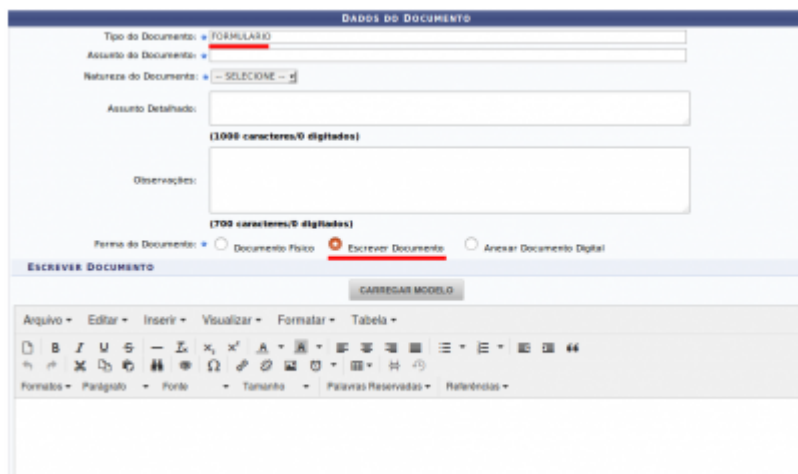 DADOS DO DOCUMENTO
Tipo do Documento: ★ FORMULARIO
Assunto do Documento: ★
Natureza do Documento: ★ -- SELECIONE --
Assunto Detalhado:
(1000 caracteres/0 digitados)
Observações:
(700 caracteres/0 digitados)
Forma do Documento: ★ Documento Físico Escrever Documento Anexar Documento Digital
ESCREVER DOCUMENTO
CARREGAR MODELO
Arquivo Editar Inserir Visualizar Formatar Tabela
Formatos Parágrafo Fonte Tamanho Palavras Reservadas Referências